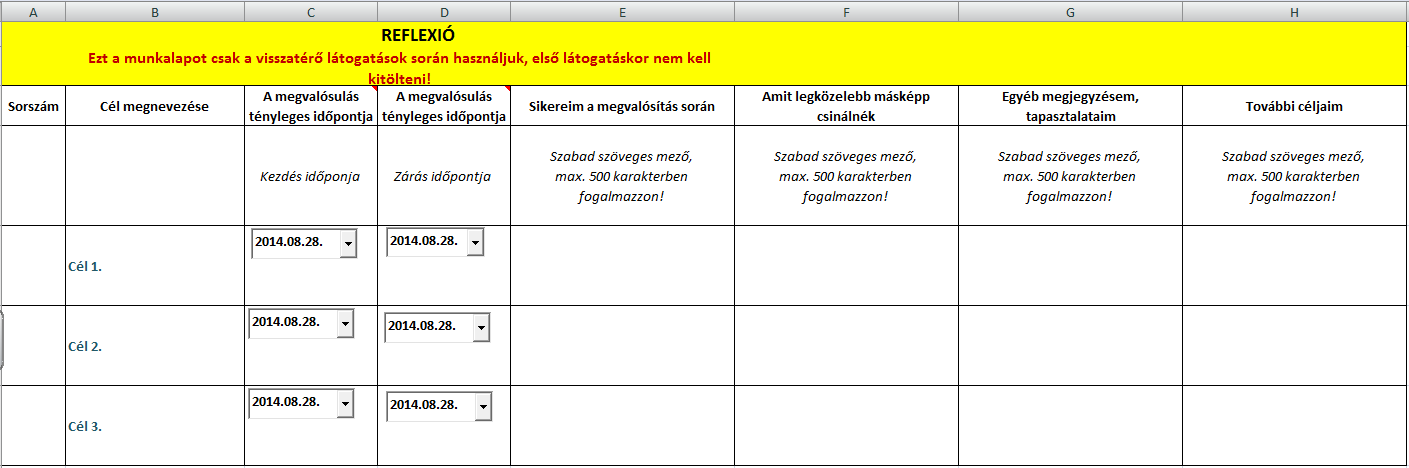 A B C D E F G H
REFLEXIÓ
Ezt a munkalapot csak a visszatérő látogatások során használjuk, első látogatáskor nem kell
kitölteni!
Sorszám
Cél megnevezése
A megvalósulás
tényleges időpontja
A megvalósulás
tényleges időpontja
Sikereim a megvalósítás során
Amit legközelebb másképp
csinálnék
Egyéb megjegyzésem,
tapasztalataim
További céljaim
Kezdés időponja
Zárás időpontja
Szabad szöveges mező,
max. 500 karakterben
fogalmazzon!
Szabad szöveges mező,
max. 500 karakterben
fogalmazzon!
Szabad szöveges mező,
max. 500 karakterben
fogalmazzon!
Szabad szöveges mező,
max. 500 karakterben
fogalmazzon!
Cél 1.
2014.08.28.
2014.08.28.
Cél 2.
2014.08.28.
2014.08.28.
Cél 3.
2014.08.28.
2014.08.28.